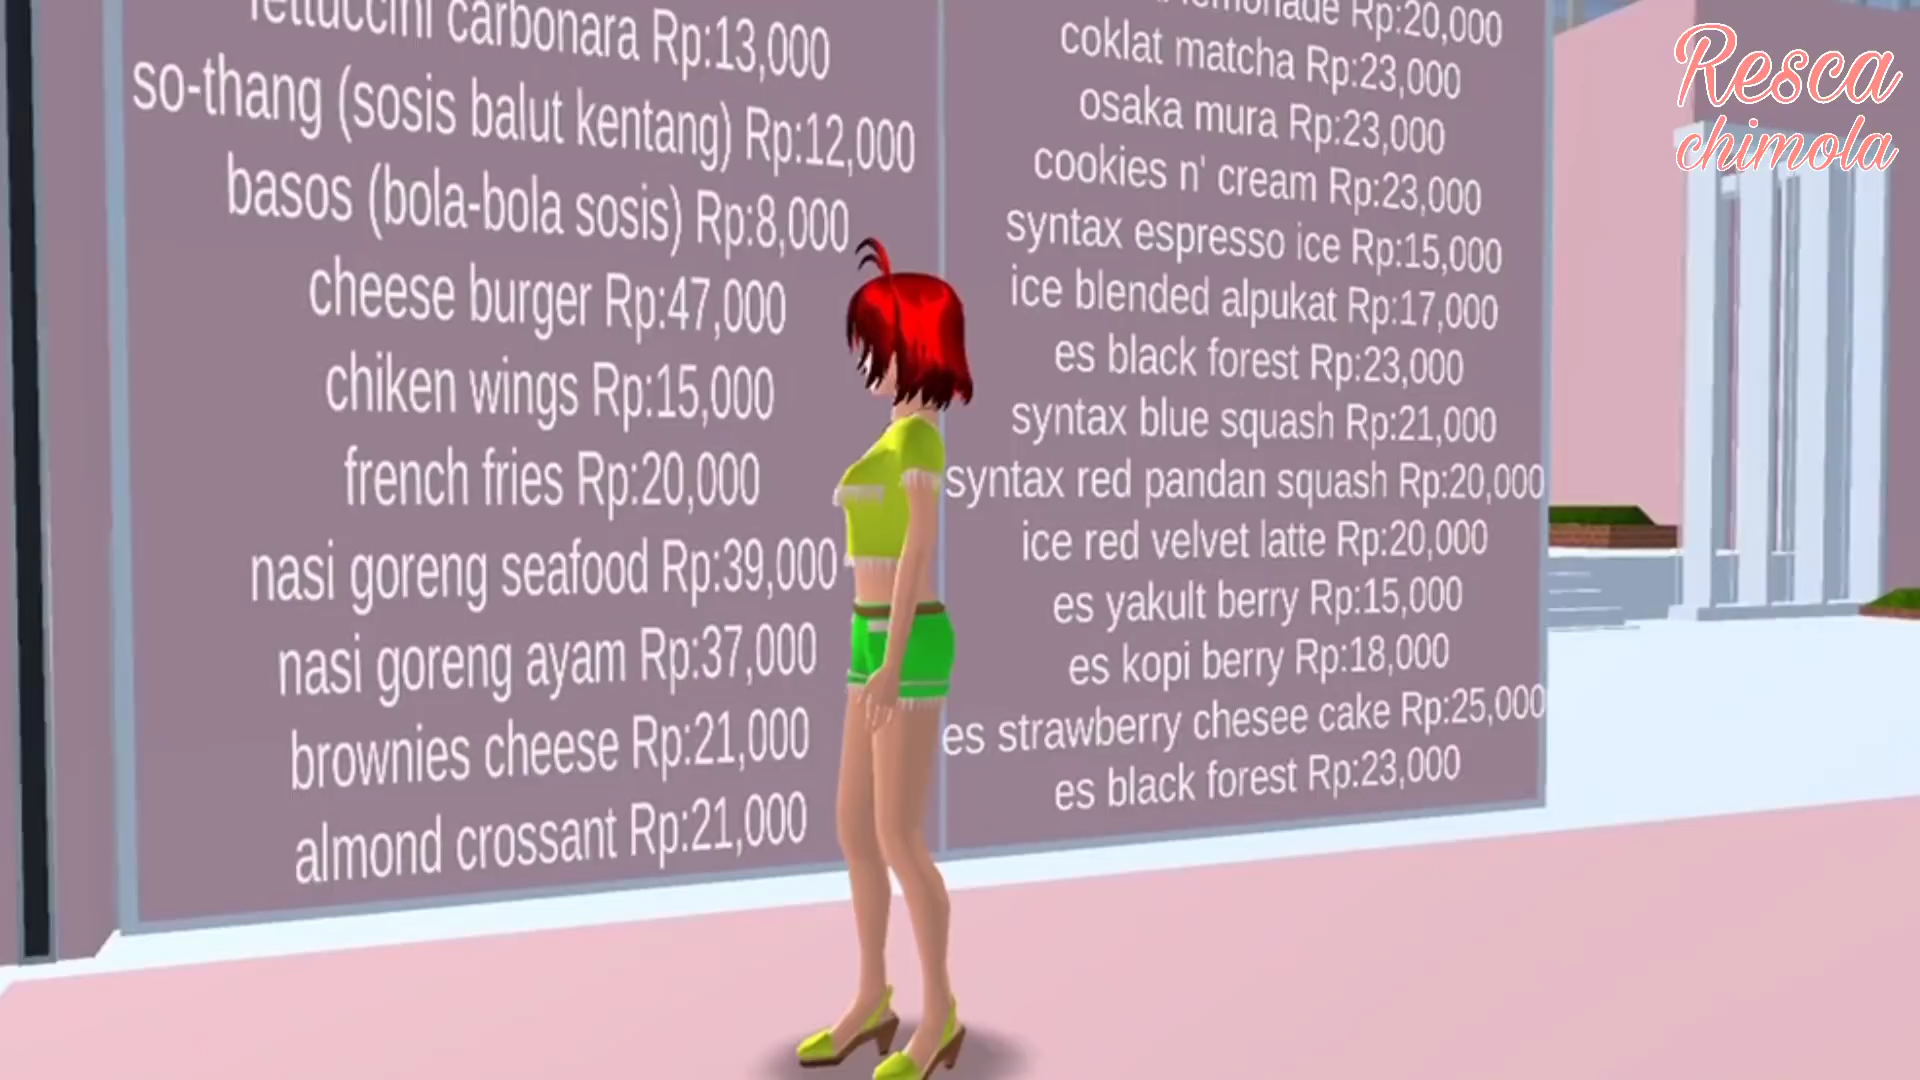 fettuccini carbonara Rp:13,000
so-thang (sosis balut kentang) Rp:12,000
basos (bola-bola sosis) Rp:8,000
cheese burger Rp:47,000
chiken wings Rp:15,000
french fries Rp:20,000
nasi goreng seafood Rp:39,000
nasi goreng ayam Rp:37,000
brownies cheese Rp:21,000
almond crossant Rp:21,000
lemonade Rp:20,000
coklat matcha Rp:23,000
osaka mura Rp:23,000
cookies n' cream Rp:23,000
syntax espresso ice Rp:15,000
ice blended alpukat Rp:17,000
es black forest Rp:23,000
syntax blue squash Rp:21,000
syntax red pandan squash Rp:20,000
ice red velvet latte Rp:20,000
es yakult berry Rp:15,000
es kopi berry Rp:18,000
es strawberry chesee cake Rp:25,000
es black forest Rp:23,000
Resca
chimola